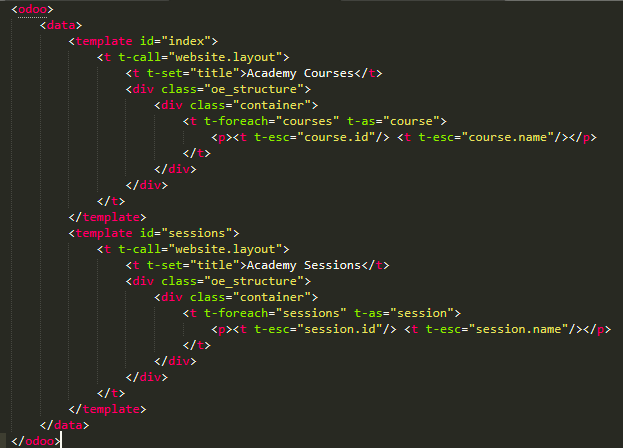 <odoo>
<data>
<template id="index">
<t t-call="website.layout">
<t t-set="title">Academy Courses</t>
<div class="oe_structure">
<div class="container">
<t t-foreach="courses" t-as="course">
<p><t t-esc="course.id"/> <t t-esc="course.name"/></p>
</t>
</div>
</div>
</t>
</template>
<template id="sessions">
<t t-call="website.layout">
<t t-set="title">Academy Sessions</t>
<div class="oe_structure">
<div class="container">
<t t-foreach="sessions" t-as="session">
<p><t t-esc="session.id"/> <t t-esc="session.name"/></p>
</t>
</div>
</div>
</t>
</template>
</data>
</odoo>